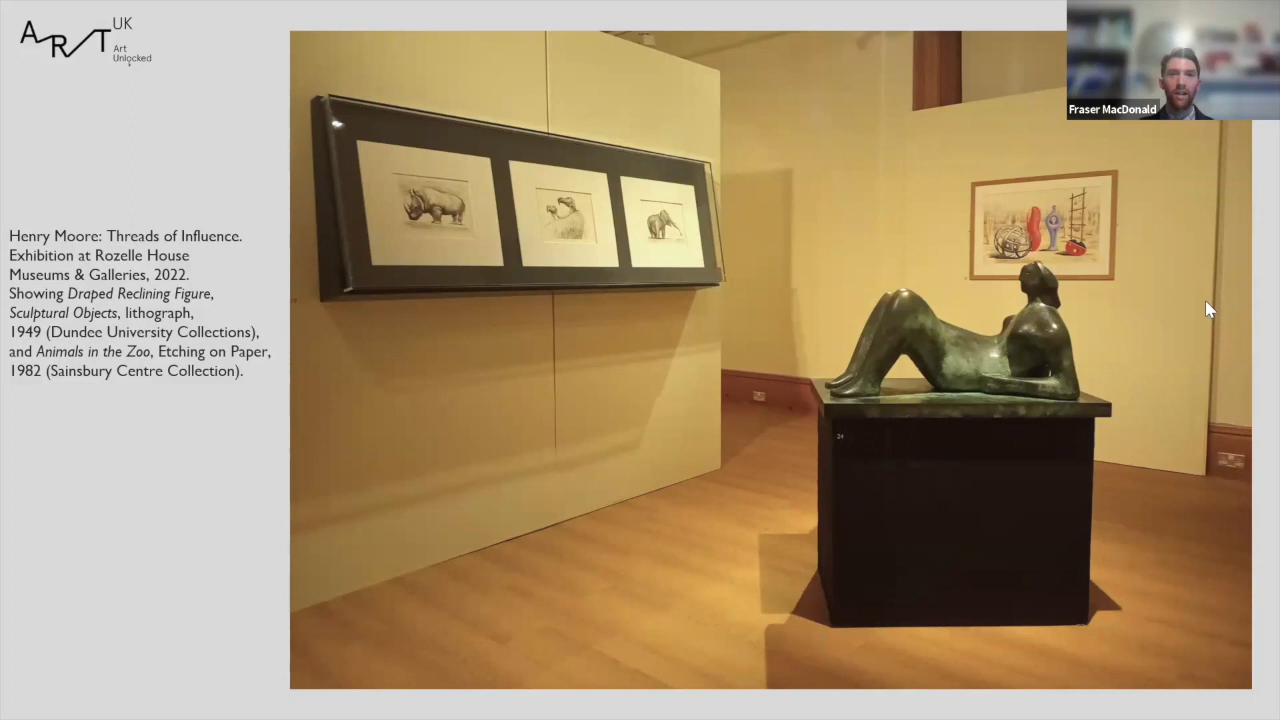 ART UK
Art
Unlocked
Fraser MacDonald
Henry Moore: Threads of Influence.
Exhibition at Rozelle House
Museums & Galleries, 2022.
Showing Draped Reclining Figure,
Sculptural Objects, lithograph,
1949 (Dundee University Collections),
and Animals in the Zoo, Etching on Paper,
1982 (Sainsbury Centre Collection).
24